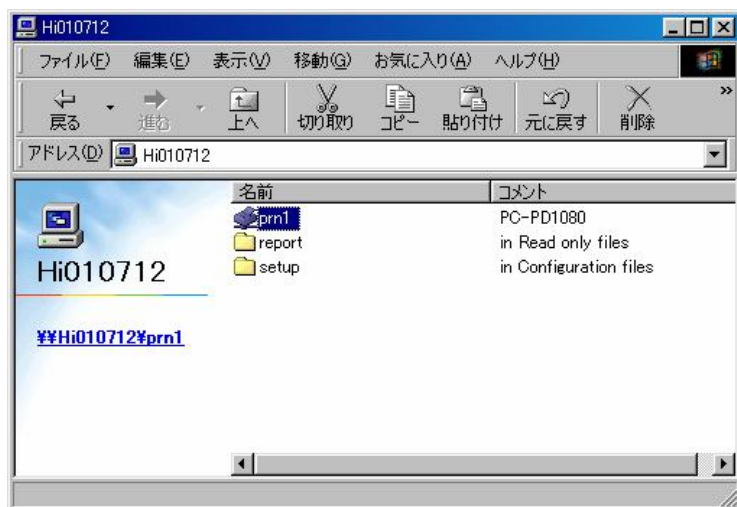 Hi010712
ファイル(F) 編集(E) 表示(V) 移動(G) お気に入り(A) ヘルプ(H)
戻る 進む 上へ 切り取り コピー 貼り付け 元に戻す 削除 »
アドレス(D) Hi010712
名前 コメント
prn1 PC-PD1080
report in Read only files
setup in Configuration files
Hi010712
¥¥Hi010712¥prn1